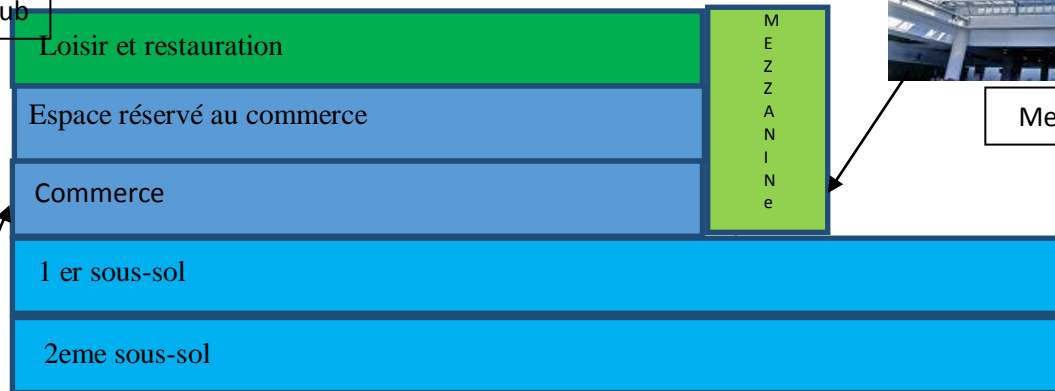 ub
Loisir et restauration
Espace réservé au commerce
Commerce
1 er sous-sol
2eme sous-sol
M
E
Z
Z
A
N
I
N
e
Me